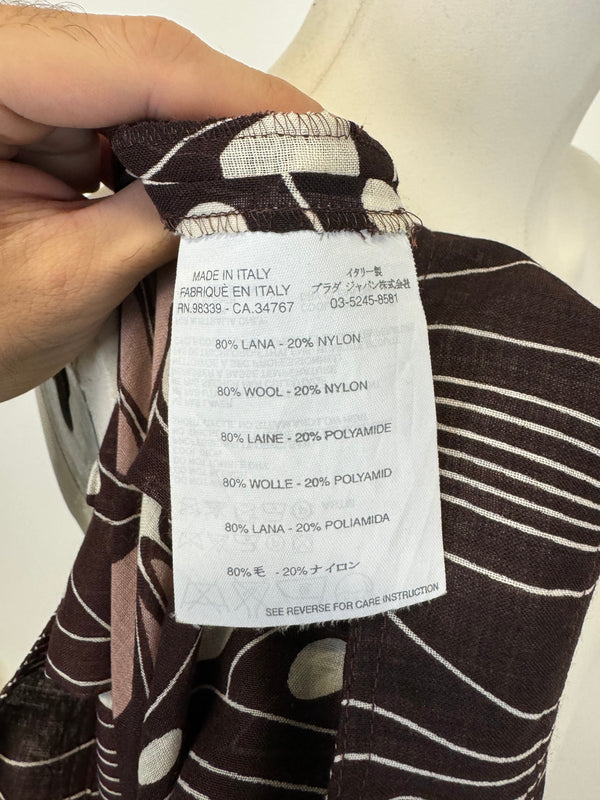 MADE IN ITALY
FABRIQUÉ EN ITALY
RN.98339 - CA.34767
イタリー製
プラダ ジャパン株式会社
03-5245-8581
80% LANA - 20% NYLON
80% WOOL - 20% NYLON
80% LAINE - 20% POLYAMIDE
80% WOLLE - 20% POLYAMID
80% LANA - 20% POLIAMIDA
80% 毛 - 20% ナイロン
SEE REVERSE FOR CARE INSTRUCTION